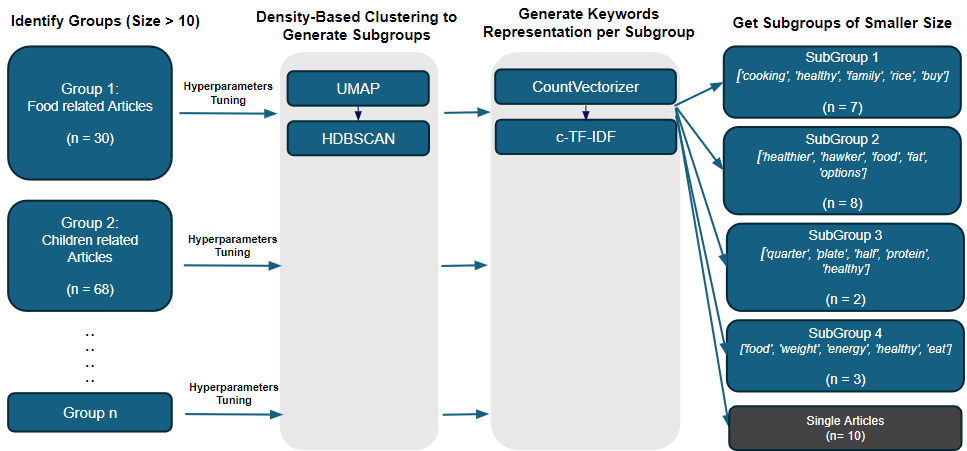 Identify Groups (Size > 10)
Density-Based Clustering to
Generate Subgroups
Generate Keywords
Representation per Subgroup
Get Subgroups of Smaller Size
Group 1:
Food related Articles
(n = 30)
Hyperparameters
Tuning
UMAP
HDBSCAN
CountVectorizer
c-TF-IDF
SubGroup 1
['cooking', 'healthy', 'family', 'rice', 'buy']
(n = 7)
SubGroup 2
['healthier', 'hawker', 'food', 'fat',
'options']
(n = 8)
Group 2:
Children related
Articles
(n = 68)
Hyperparameters
Tuning
SubGroup 3
['quarter', 'plate', 'half', 'protein',
'healthy']
(n = 2)
SubGroup 4
['food', 'weight', 'energy', 'healthy', 'eat']
(n = 3)
..
..
..
..
Group n
Hyperparameters
Tuning
Single Articles
(n= 10)